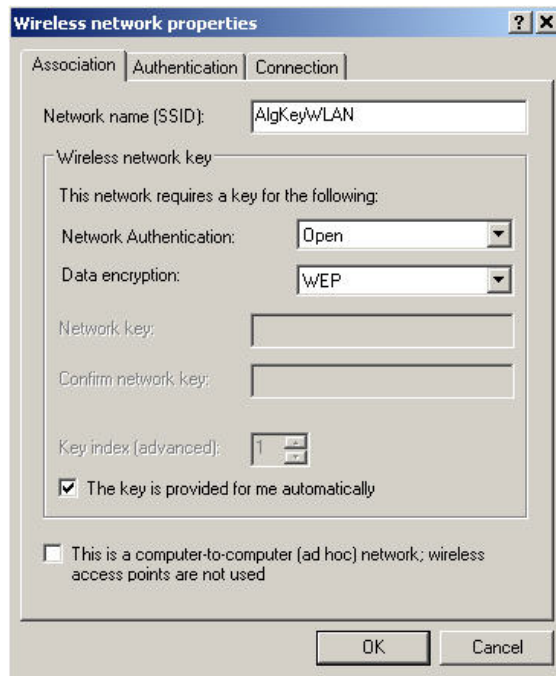 Wireless network properties
Association Authentication Connection
Network name (SSID): AlgKeyWLAN
Wireless network key
This network requires a key for the following:
Network Authentication: Open
Data encryption: WEP
Network key:
Confirm network key:
Key index (advanced): 1
The key is provided for me automatically
This is a computer-to-computer (ad hoc) network; wireless
access points are not used
OK Cancel